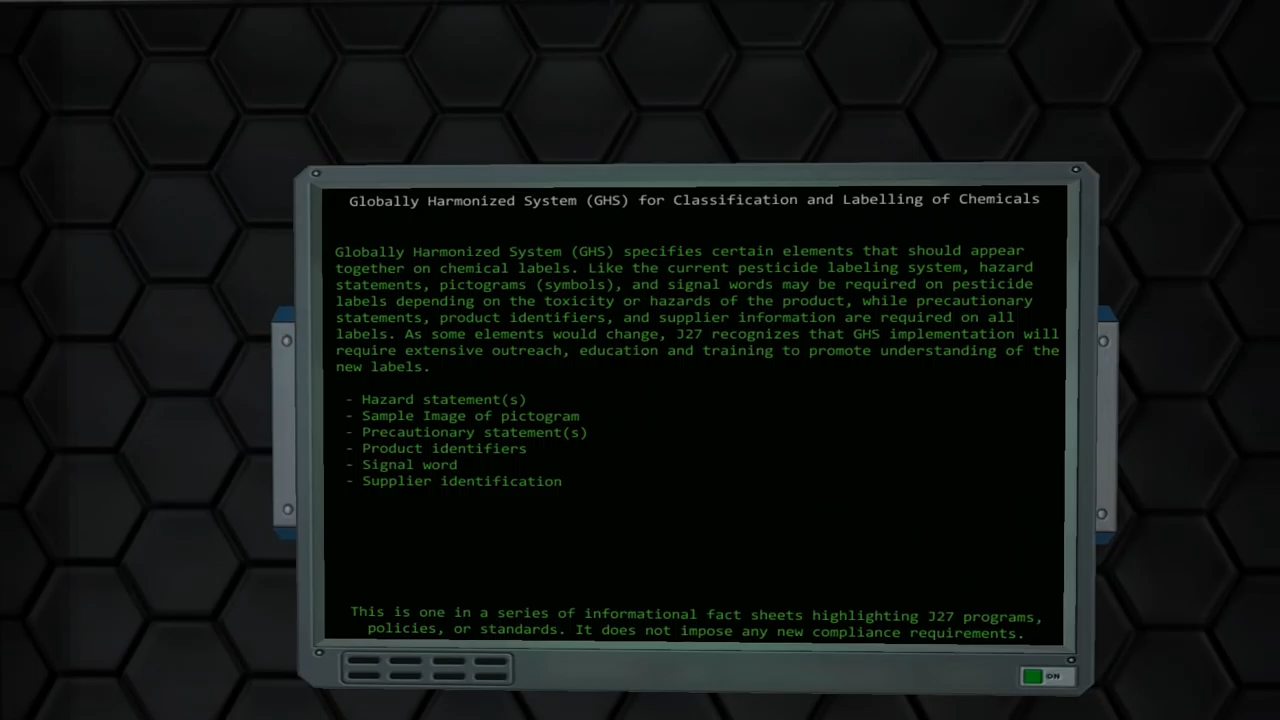 Globally Harmonized System (GHS) for Classification and Labelling of Chemicals
Globally Harmonized System (GHS) specifies certain elements that should appear
together on chemical labels. Like the current pesticide labeling system, hazard
statements, pictograms (symbols), and signal words may be required on pesticide
labels depending on the toxicity or hazards of the product, while precautionary
statements, product identifiers, and supplier information are required on all
labels. As some elements would change, J27 recognizes that GHS implementation will
require extensive outreach, education and training to promote understanding of the
new labels.
- Hazard statement(s)
- Sample Image of pictogram
- Precautionary statement(s)
- Product identifiers
- Signal word
- Supplier identification
This is one in a series of informational fact sheets highlighting J27 programs,
policies, or standards. It does not impose any new compliance requirements.
ON